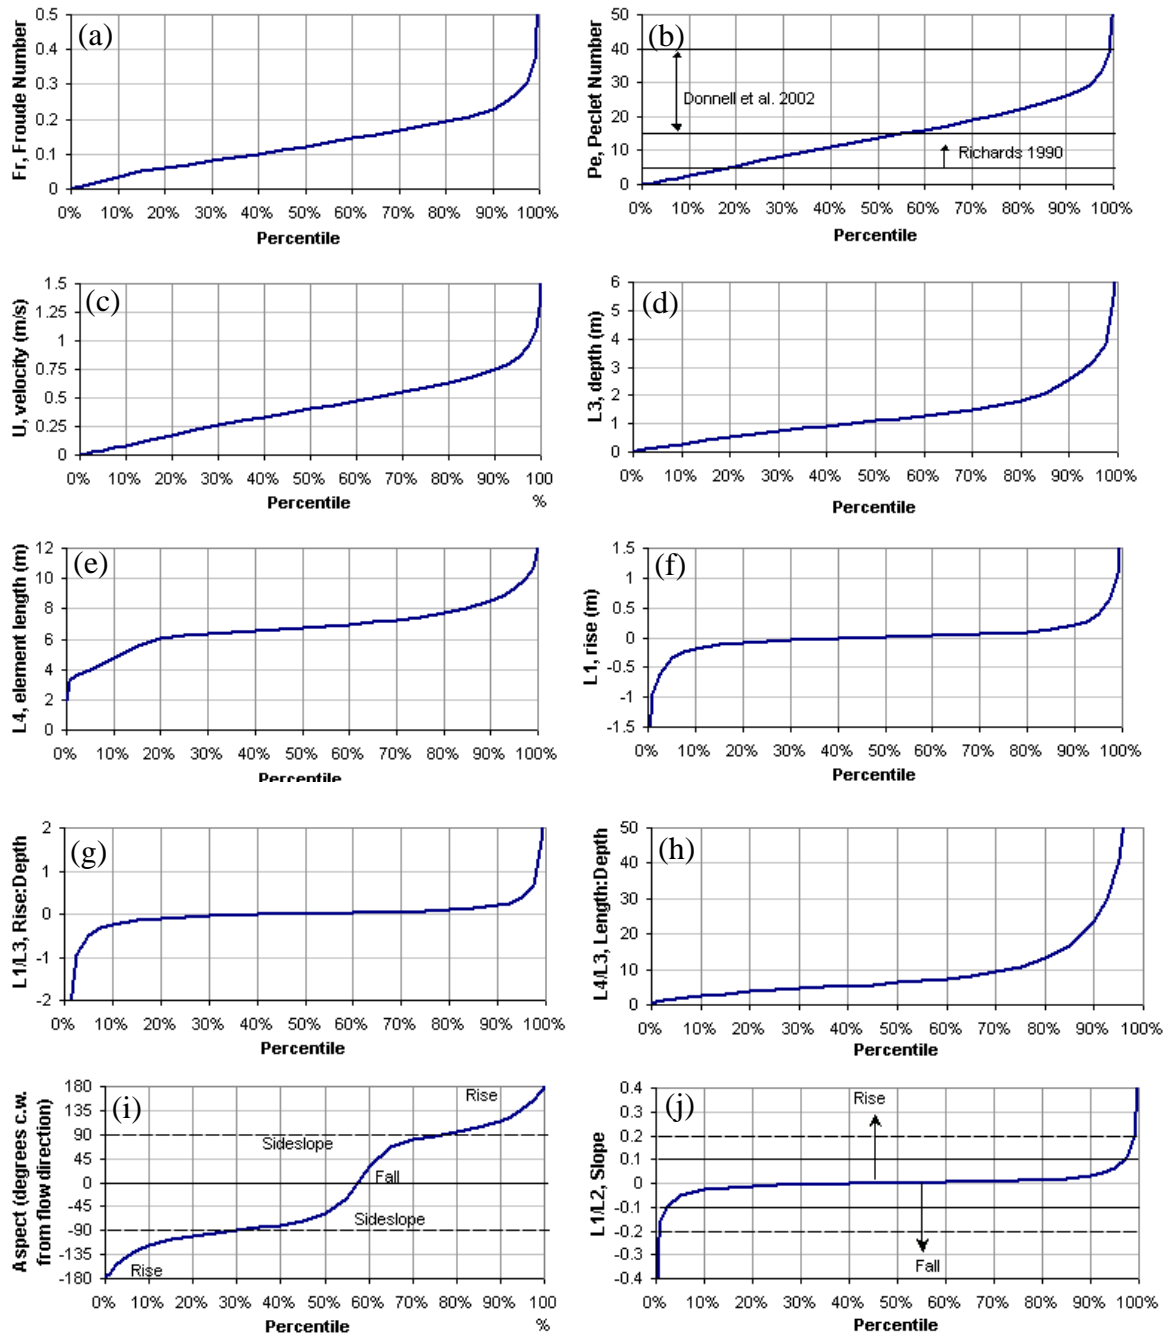 (a)
Fr, Froude Number
0.5
0.4
0.3
0.2
0.1
0
0% 10% 20% 30% 40% 50% 60% 70% 80% 90% 100%
Percentile
(b)
Pe, Peclet Number
50
40
30
20
10
0
Donnell et al. 2002
Richards 1990
0% 10% 20% 30% 40% 50% 60% 70% 80% 90% 100%
Percentile
(c)
U, velocity (m/s)
1.5
1.25
1
0.75
0.5
0.25
0
0% 10% 20% 30% 40% 50% 60% 70% 80% 90% 100
%
Percentile
(d)
L3, depth (m)
6
5
4
3
2
1
0
0% 10% 20% 30% 40% 50% 60% 70% 80% 90% 100%
Percentile
(e)
L4, element length (m)
12
10
8
6
4
2
0
0% 10% 20% 30% 40% 50% 60% 70% 80% 90% 100%
Percentile
(f)
L1, rise (m)
1.5
1
0.5
0
-0.5
-1
-1.5
0% 10% 20% 30% 40% 50% 60% 70% 80% 90% 100%
Percentile
(g)
L1/L3, Rise:Depth
2
1
0
-1
-2
0% 10% 20% 30% 40% 50% 60% 70% 80% 90% 100%
Percentile
(h)
L4/L3, Length:Depth
50
40
30
20
10
0
0% 10% 20% 30% 40% 50% 60% 70% 80% 90% 100%
Percentile
(i)
Aspect (degrees c.w.
from flow direction)
180
135
90
45
0
-45
-90
-135
-180
Rise
Sideslope
Fall
Sideslope
Rise
0% 10% 20% 30% 40% 50% 60% 70% 80% 90% 100
%
Percentile
(j)
L1/L2, Slope
0.4
0.3
0.2
0.1
0
-0.1
-0.2
-0.3
-0.4
Rise
Fall
0% 10% 20% 30% 40% 50% 60% 70% 80% 90% 100%
Percentile